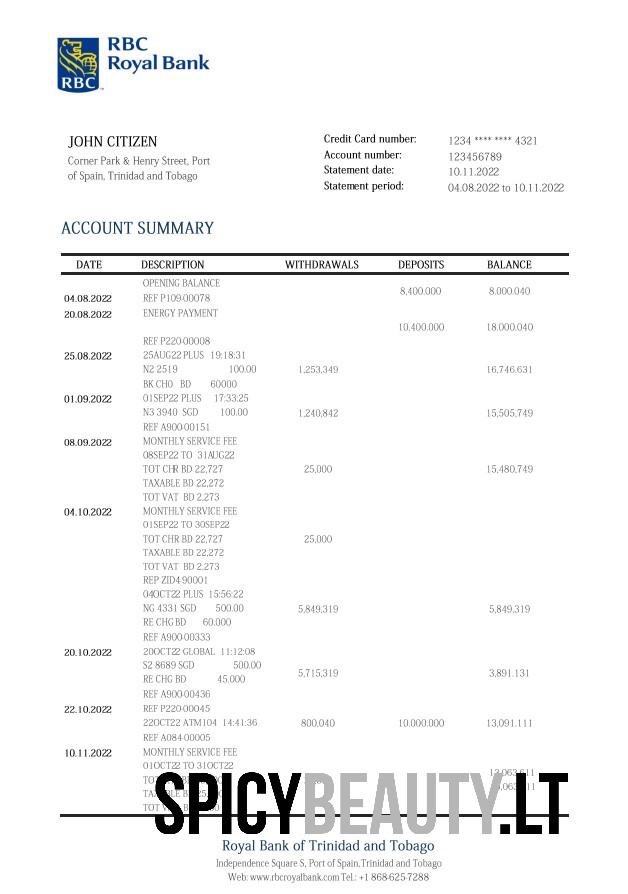 RBC
Royal Bank
RBC
JOHN CITIZEN
Corner Park & Henry Street, Port
of Spain, Trinidad and Tobago
Credit Card number: 1234 **** **** 4321
Account number: 123456789
Statement date: 10.11.2022
Statement period: 04.08.2022 to 10.11.2022
ACCOUNT SUMMARY
DATE DESCRIPTION WITHDRAWALS DEPOSITS BALANCE
OPENING BALANCE
8,400.000 8.000.040
04.08.2022 REF P109-00078
20.08.2022 ENERGY PAYMENT
10,400.000 18.000.040
REF P220-00008
25.08.2022 25AUG22 PLUS 19:18:31
N2 2519 100.00 1,253,349 16,746.631
BK CHO BD 60000
01.09.2022 01SEP22 PLUS 17:33:25
N3 3940 SGD 100.00 1,240,842 15,505,749
REF A900-00151
08.09.2022 MONTHLY SERVICE FEE
08SEP22 TO 31AUG22
TOT CHR BD 22,727 25,000 15,480,749
TAXABLE BD 22,272
TOT VAT BD 2,273
04.10.2022 MONTHLY SERVICE FEE
01SEP22 TO 30SEP22
TOT CHR BD 22,727 25,000
TAXABLE BD 22,272
TOT VAT BD 2,273
REP ZID4 90001
04OCT22 PLUS 15:56:22
NG 4331 SGD 500.00 5,849,319 5,849,319
RE CHG BD 60.000
REF A900-00333
20.10.2022 20OCT22 GLOBAL 11:12:08
S2 8689 SGD 500.00
5,715,319 3,891.131
RE CHG BD 45.000
REF A900-00436
22.10.2022 REF P220-00045
22OCT22 ATM104 14:41:36 800,040 10.000.000 13,091.111
REF A084-00005
10.11.2022 MONTHLY SERVICE FEE
01OCT22 TO 31OCT22
SPICYBEAUTY.LT
Royal Bank of Trinidad and Tobago
Independence Square S, Port of Spain,Trinidad and Tobago
Web: www.rbcroyalbank.com Tel.: +1 868-625-7288